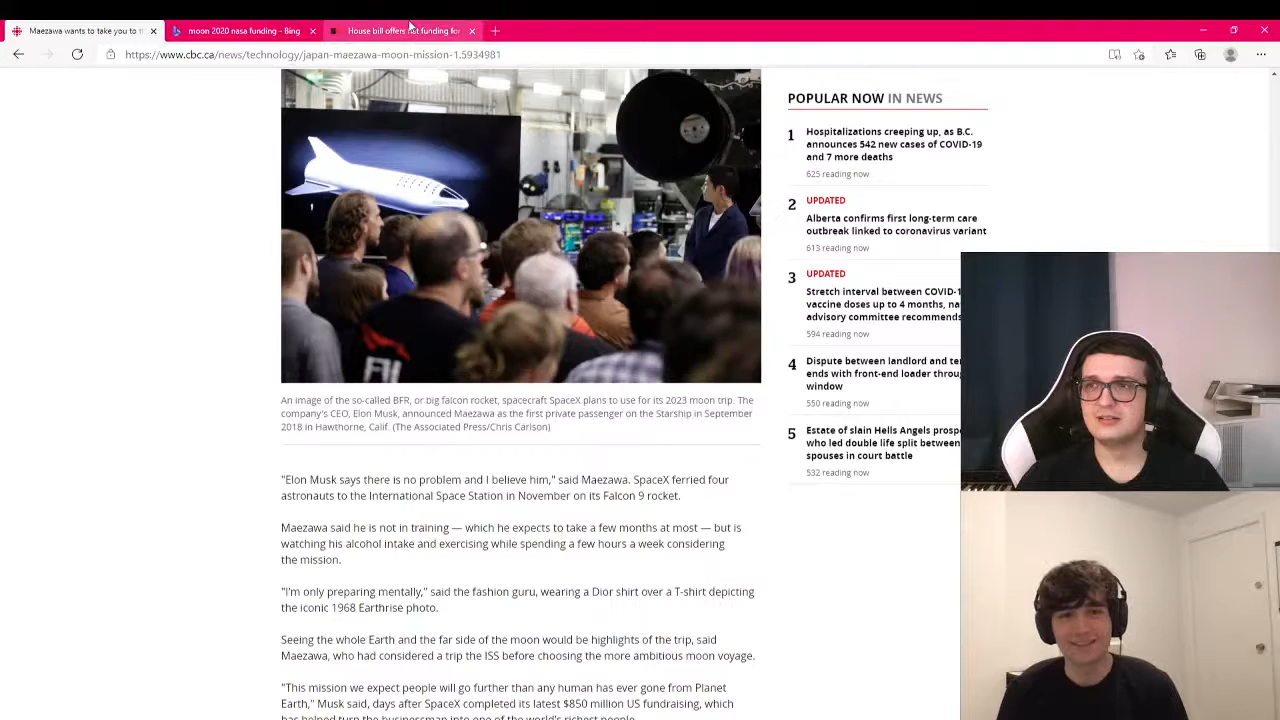 Maezawa wants to take you to t
moon 2020 nasa funding - Bing
House bill offers flat funding for
https://www.cbc.ca/news/technology/japan-maezawa-moon-mission-1.5934981
POPULAR NOW IN NEWS
1
Hospitalizations creeping up, as B.C.
announces 542 new cases of COVID-19
and 7 more deaths
625 reading now
2
UPDATED
Alberta confirms first long-term care
outbreak linked to coronavirus variant
613 reading now
3
UPDATED
Stretch interval between COVID-1
vaccine doses up to 4 months, na
advisory committee recommends
594 reading now
4
Dispute between landlord and te
ends with front-end loader throug
window
550 reading now
5
Estate of slain Hells Angels prosp
who led double life split between
spouses in court battle
532 reading now
An image of the so-called BFR, or big falcon rocket, spacecraft SpaceX plans to use for its 2023 moon trip. The
company's CEO, Elon Musk, announced Maezawa as the first private passenger on the Starship in September
2018 in Hawthorne, Calif. (The Associated Press/Chris Carlson)
"Elon Musk says there is no problem and I believe him," said Maezawa. SpaceX ferried four
astronauts to the International Space Station in November on its Falcon 9 rocket.
Maezawa said he is not in training — which he expects to take a few months at most — but is
watching his alcohol intake and exercising while spending a few hours a week considering
the mission.
"I'm only preparing mentally," said the fashion guru, wearing a Dior shirt over a T-shirt depicting
the iconic 1968 Earthrise photo.
Seeing the whole Earth and the far side of the moon would be highlights of the trip, said
Maezawa, who had considered a trip the ISS before choosing the more ambitious moon voyage.
"This mission we expect people will go further than any human has ever gone from Planet
Earth," Musk said, days after SpaceX completed its latest $850 million US fundraising, which
has helped turn the businessman into one of the world's richest people.